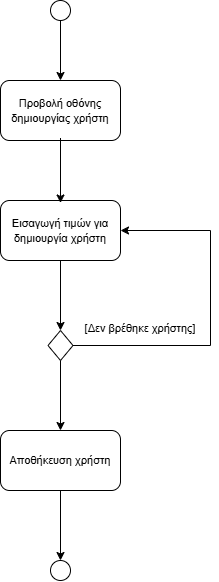 Προβολή οθόνης
δημιουργίας χρήστη
Εισαγωγή τιμών για
δημιουργία χρήστη
[Δεν βρέθηκε χρήστης]
Αποθήκευση χρήστη